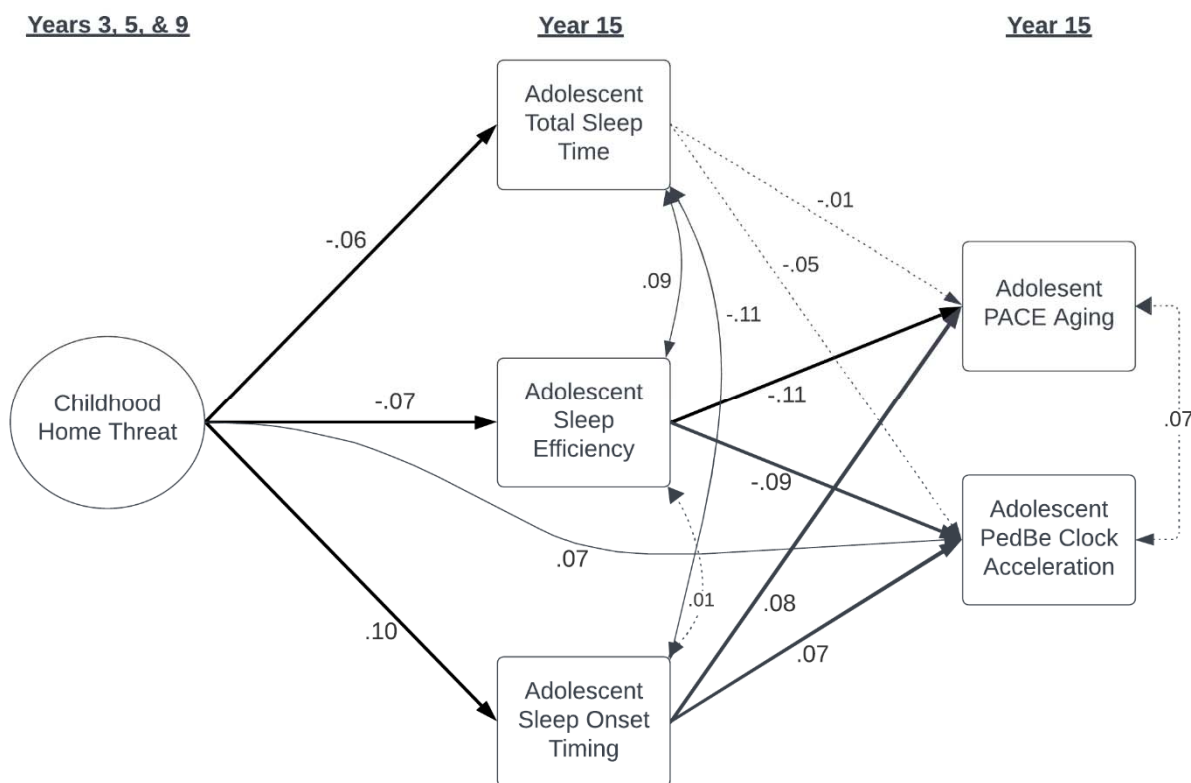 Years 3, 5, & 9
Year 15
Year 15
Adolescent
Total Sleep
Time
-.01
-.06
-.05
.09
-.11
Adolesent
PACE Aging
Childhood
Home Threat
-.07
Adolescent
Sleep
Efficiency
-.11
.07
-.09
Adolescent
PedBe Clock
Acceleration
.07
.01
.08
.10
.07
Adolescent
Sleep Onset
Timing